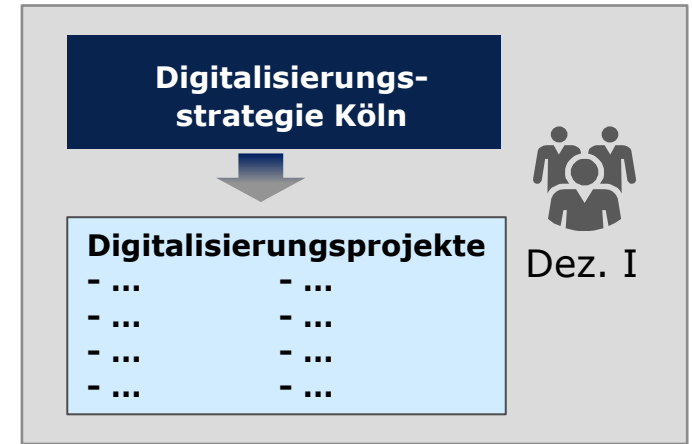 Digitalisierungs-
strategie Köln
Digitalisierungsprojekte
- ... - ...
- ... - ...
- ... - ...
- ... - ...
Dez. I